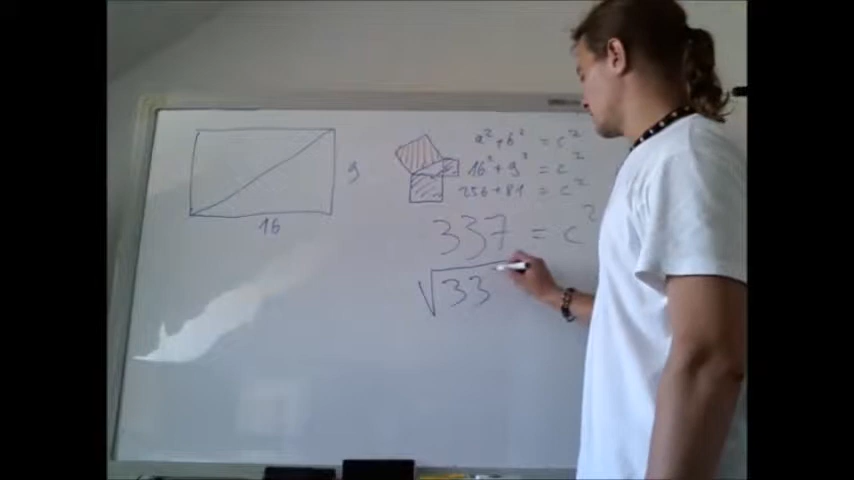 9
16
a² + b² = c²
16² + 9² = c²
256 + 81 = c²
337 = c²
√33